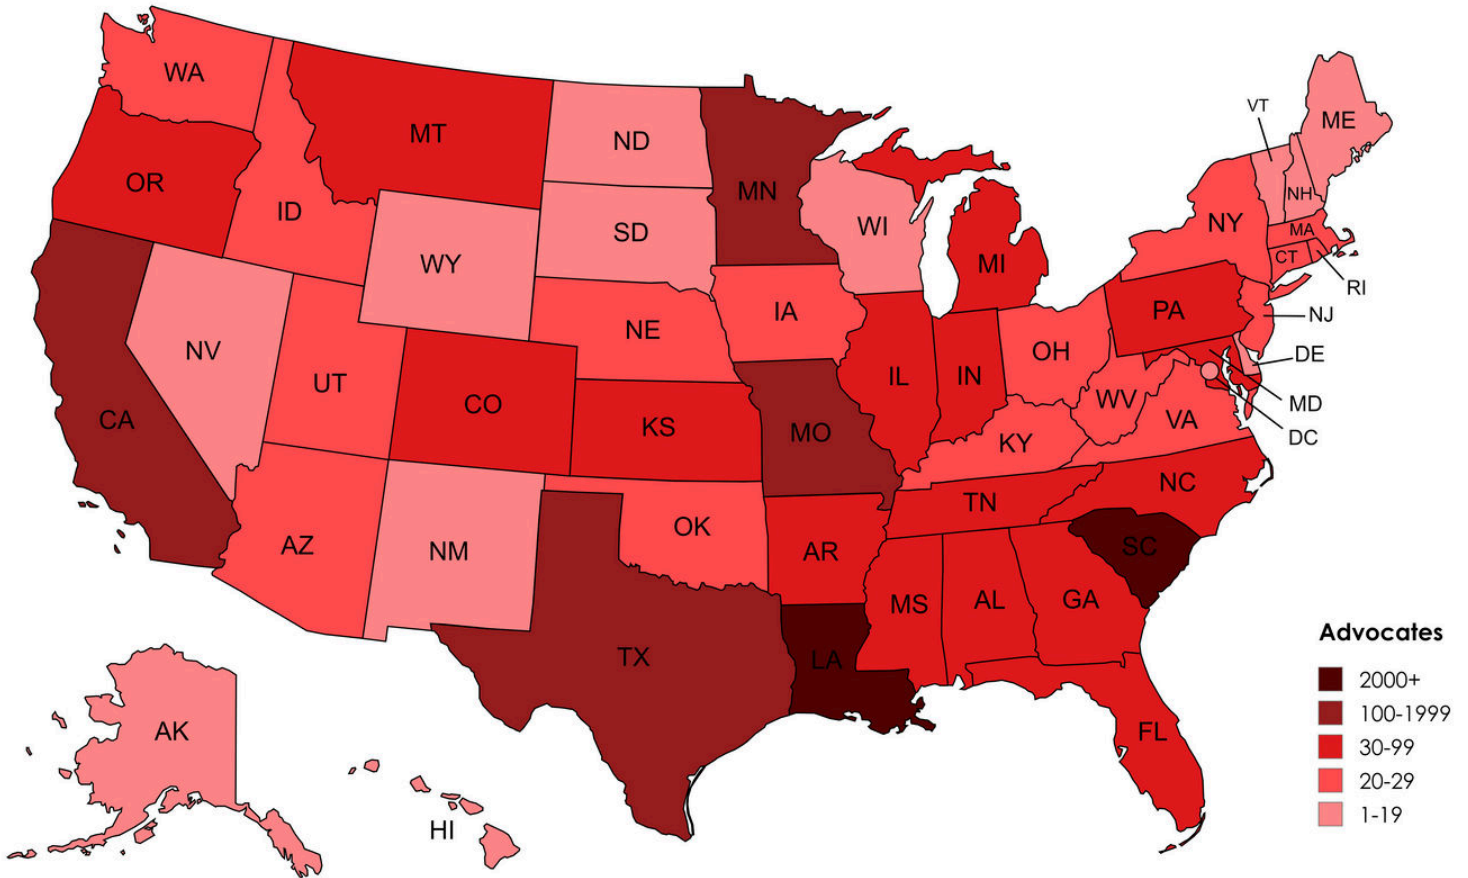 WA
OR
MT
ID
ND
MN
SD
WI
WY
MI
VT
ME
NH
NY
MA
CT
RI
NJ
PA
DE
MD
DC
NV
CA
UT
CO
NE
IA
IL
IN
OH
WV
VA
KS
MO
KY
AZ
NM
OK
AR
TN
NC
SC
MS
AL
GA
TX
LA
FL
AK
HI
Advocates
2000+
100-1999
30-99
20-29
1-19